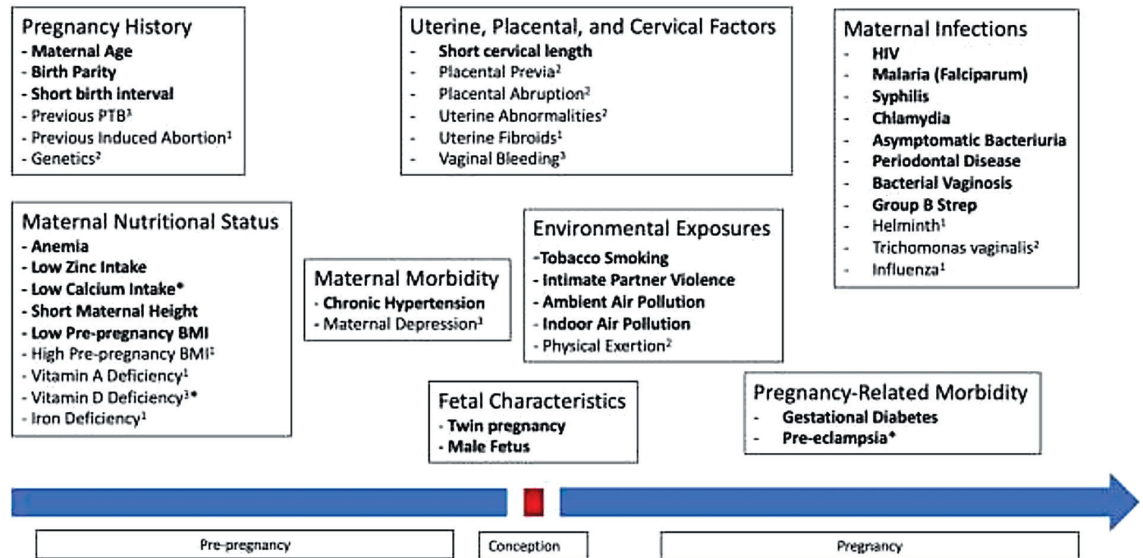 Pregnancy History
- Maternal Age
- Birth Parity
- Short birth interval
- Previous PTB³
- Previous Induced Abortion¹
- Genetics²
Uterine, Placental, and Cervical Factors
- Short cervical length
- Placental Previa²
- Placental Abruption²
- Uterine Abnormalities²
- Uterine Fibroids¹
- Vaginal Bleeding³
Maternal Infections
- HIV
- Malaria (Falciparum)
- Syphilis
- Chlamydia
- Asymptomatic Bacteriuria
- Periodontal Disease
- Bacterial Vaginosis
- Group B Strep
- Helminth¹
- Trichomonas vaginalis²
- Influenza¹
Maternal Nutritional Status
- Anemia
- Low Zinc Intake
- Low Calcium Intake*
- Short Maternal Height
- Low Pre-pregnancy BMI
- High Pre-pregnancy BMI¹
- Vitamin A Deficiency¹
- Vitamin D Deficiency³*
- Iron Deficiency¹
Maternal Morbidity
- Chronic Hypertension
- Maternal Depression³
Environmental Exposures
-Tobacco Smoking
- Intimate Partner Violence
- Ambient Air Pollution
- Indoor Air Pollution
- Physical Exertion²
Fetal Characteristics
- Twin pregnancy
- Male Fetus
Pregnancy-Related Morbidity
- Gestational Diabetes
- Pre-eclampsia*
Pre-pregnancy
Conception
Pregnancy